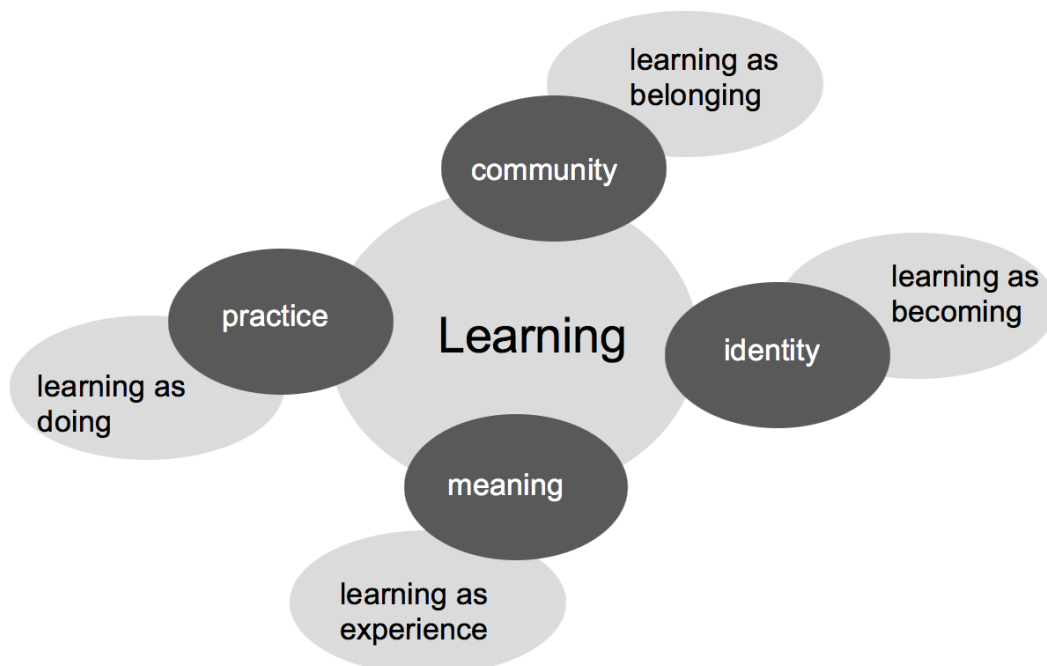 learning as
belonging
community
learning as
becoming
practice
Learning
identity
learning as
doing
meaning
learning as
experience